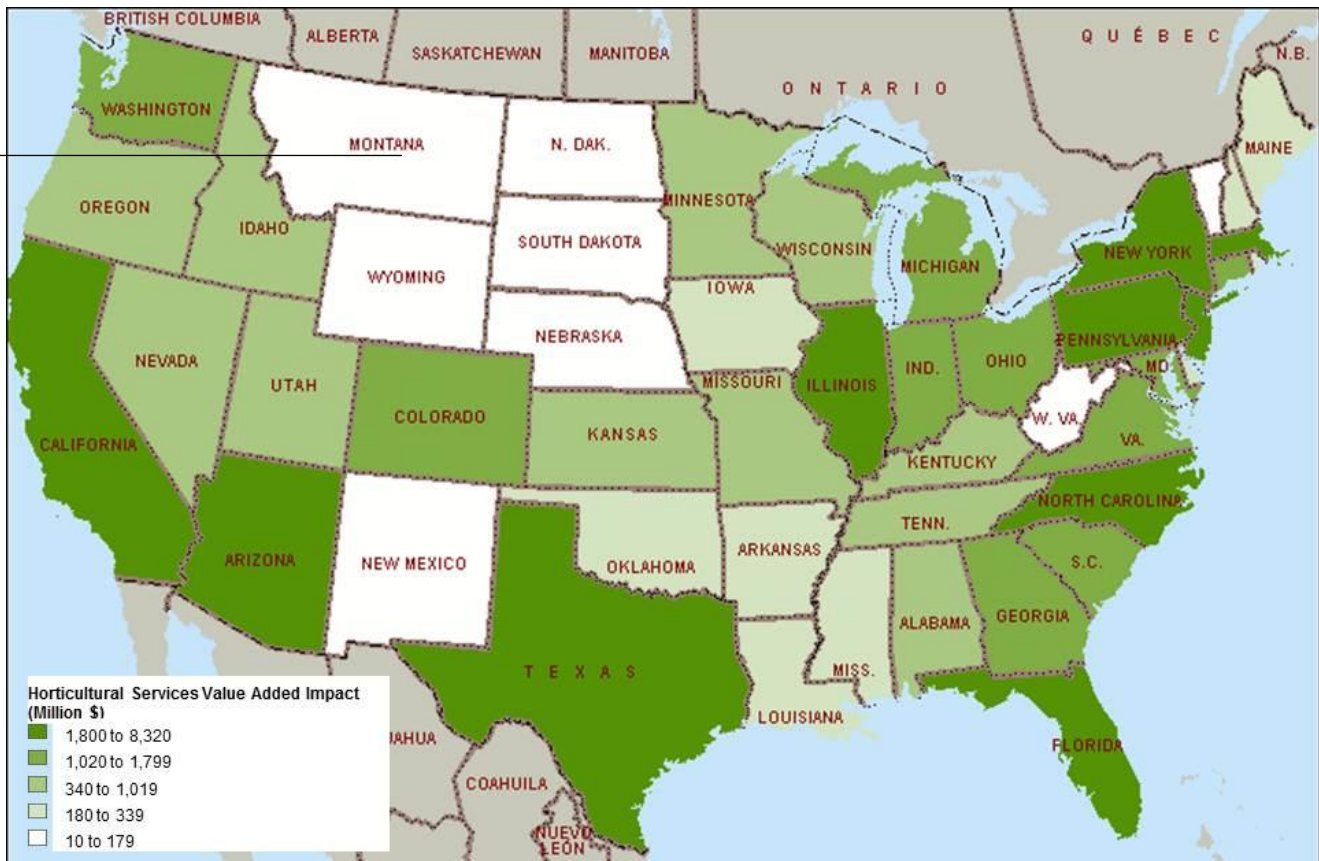 BRITISH COLUMBIA
ALBERTA
SASKATCHEWAN
MANITOBA
ONTARIO
QUÉBEC
N.B.
WASHINGTON
MONTANA
N. DAK.
MINNESOTA
MAINE
OREGON
IDAHO
SOUTH DAKOTA
WISCONSIN
MICHIGAN
NEW YORK
WYOMING
IOWA
NEBRASKA
PENNSYLVANIA
NEVADA
UTAH
COLORADO
MISSOURI
ILLINOIS
IND.
OHIO
MD.
CALIFORNIA
KANSAS
W. VA.
VA.
KENTUCKY
NORTH CAROLINA
ARIZONA
NEW MEXICO
OKLAHOMA
ARKANSAS
TENN.
S.C.
ALABAMA
GEORGIA
TEXAS
MISS.
LOUISIANA
FLORIDA
UAHUA
COAHUILA
NUEVO
LEÓN
Horticultural Services Value Added Impact
(Million $)
1,800 to 8,320
1,020 to 1,799
340 to 1,019
180 to 339
10 to 179